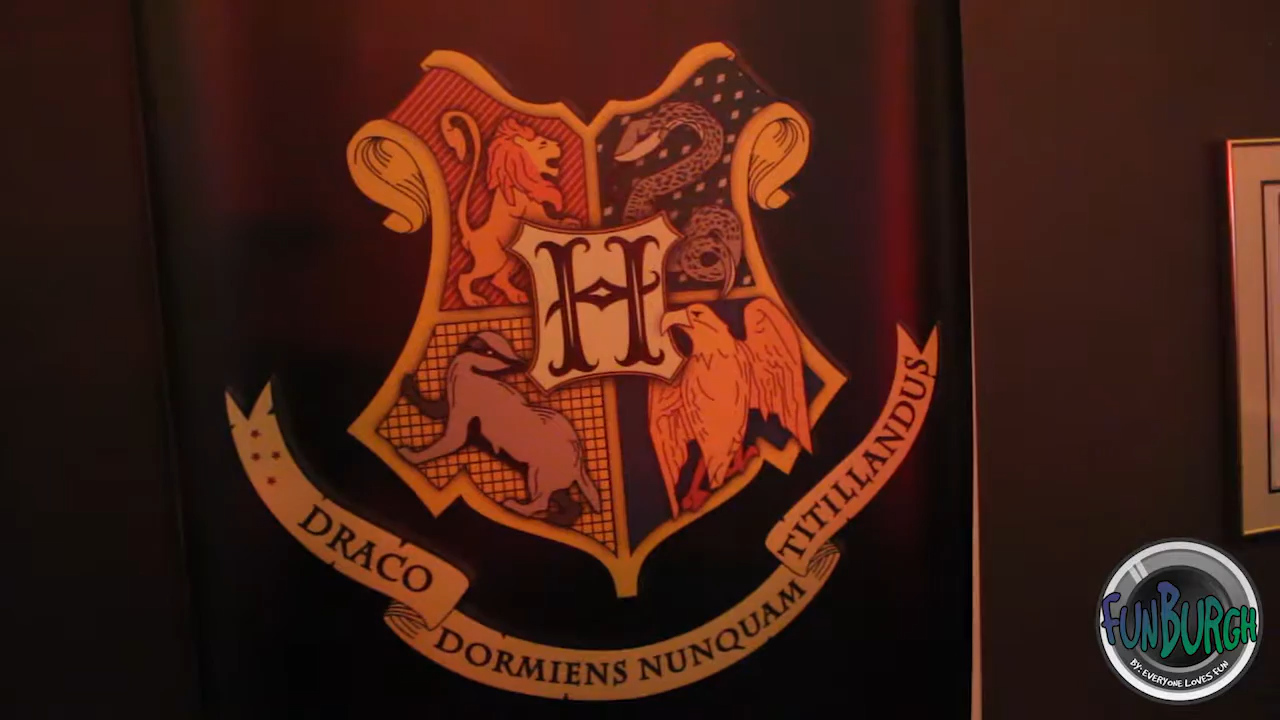 H
DRACO
DORMIENS NUNQUAM
TITILLANDUS
FUNBURGH
BY: EVERYONE LOVES FUN